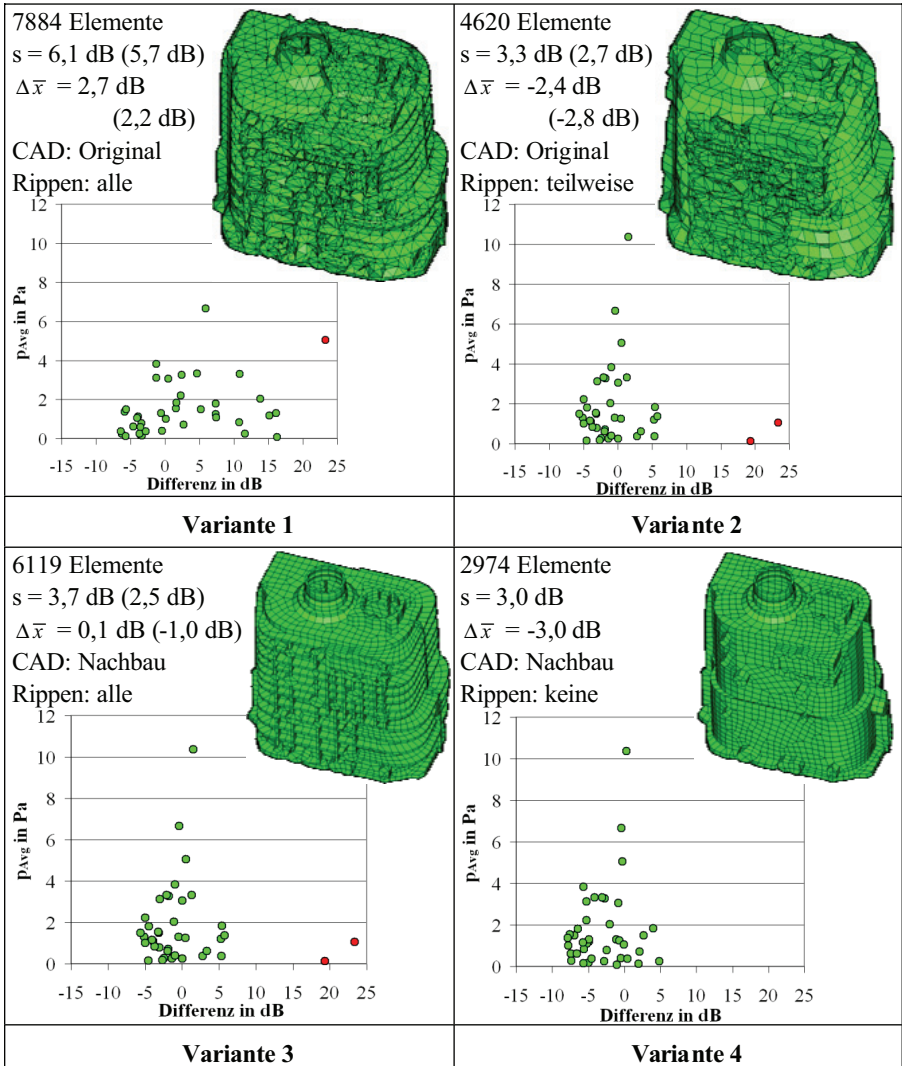 7884 Elemente
s = 6,1 dB (5,7 dB)
Δx̅ = 2,7 dB
(2,2 dB)
CAD: Original
Rippen: alle
12
10
8
6
4
2
0
pAvg in Pa
-15 -10 -5 0 5 10 15 20 25
Differenz in dB
Variante 1
4620 Elemente
s = 3,3 dB (2,7 dB)
Δx̅ = -2,4 dB
(-2,8 dB)
CAD: Original
Rippen: teilweise
12
10
8
6
4
2
0
pAvg in Pa
-15 -10 -5 0 5 10 15 20 25
Differenz in dB
Variante 2
6119 Elemente
s = 3,7 dB (2,5 dB)
Δx̅ = 0,1 dB (-1,0 dB)
CAD: Nachbau
Rippen: alle
12
10
8
6
4
2
0
pAvg in Pa
-15 -10 -5 0 5 10 15 20 25
Differenz in dB
Variante 3
2974 Elemente
s = 3,0 dB
Δx̅ = -3,0 dB
CAD: Nachbau
Rippen: keine
12
10
8
6
4
2
0
pAvg in Pa
-15 -10 -5 0 5 10 15 20 25
Differenz in dB
Variante 4